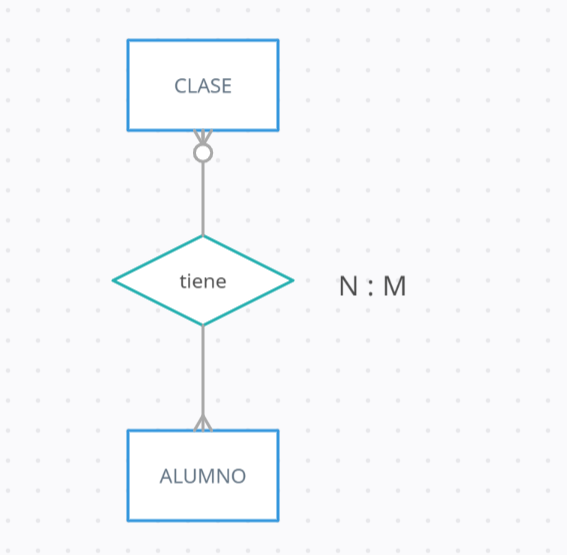 CLASE
tiene
N : M
ALUMNO